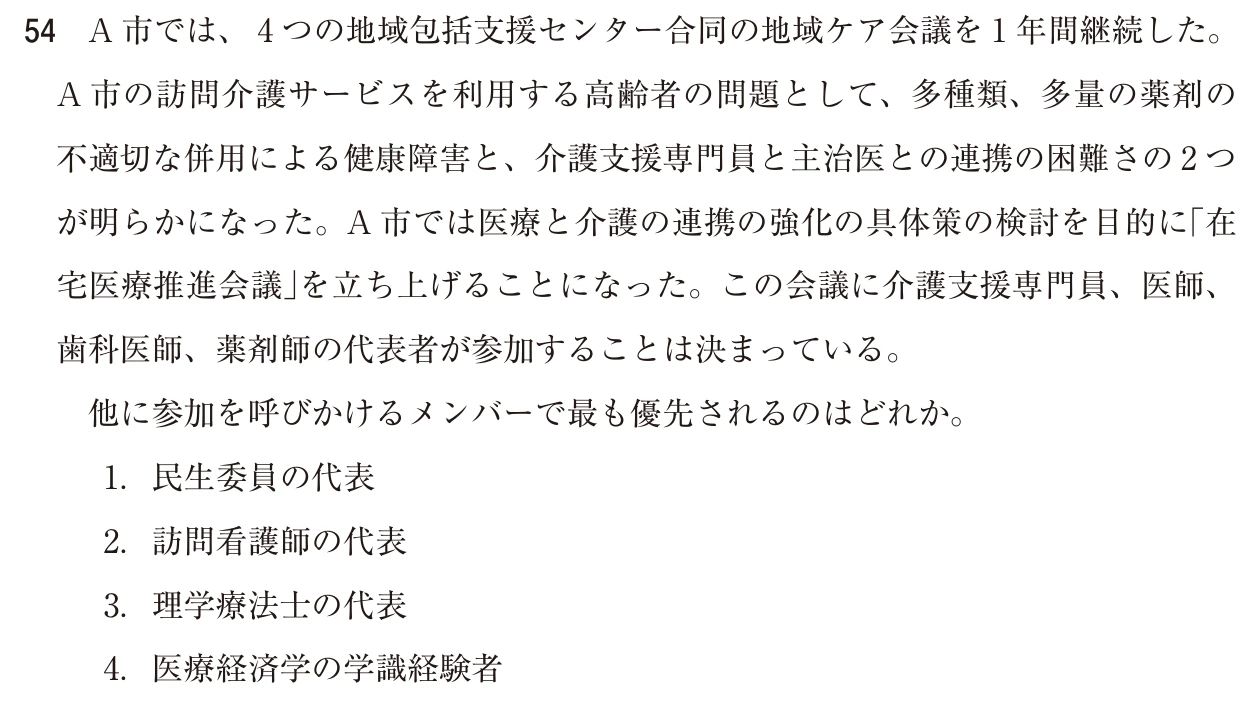 54 A市では、4つの地域包括支援センター合同の地域ケア会議を1年間継続した。
A市の訪問介護サービスを利用する高齢者の問題として、多種類、多量の薬剤の
不適切な併用による健康障害と、介護支援専門員と主治医との連携の困難さの2つ
が明らかになった。A市では医療と介護の連携の強化の具体策の検討を目的に「在
宅医療推進会議」を立ち上げることになった。この会議に介護支援専門員、医師、
歯科医師、薬剤師の代表者が参加することは決まっている。
他に参加を呼びかけるメンバーで最も優先されるのはどれか。
1. 民生委員の代表
2. 訪問看護師の代表
3. 理学療法士の代表
4. 医療経済学の学識経験者